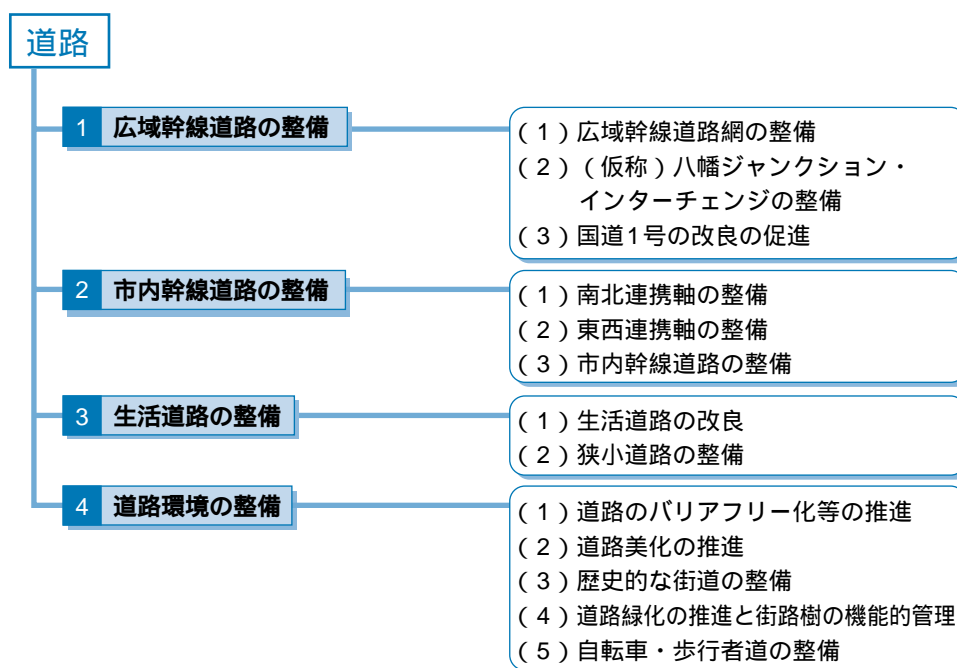 道路
1 広域幹線道路の整備
(1)広域幹線道路網の整備
(2)(仮称)八幡ジャンクション・
インターチェンジの整備
(3)国道1号の改良の促進
2 市内幹線道路の整備
(1)南北連携軸の整備
(2)東西連携軸の整備
(3)市内幹線道路の整備
3 生活道路の整備
(1)生活道路の改良
(2)狭小道路の整備
4 道路環境の整備
(1)道路のバリアフリー化等の推進
(2)道路美化の推進
(3)歴史的な街道の整備
(4)道路緑化の推進と街路樹の機能的管理
(5)自転車・歩行者道の整備